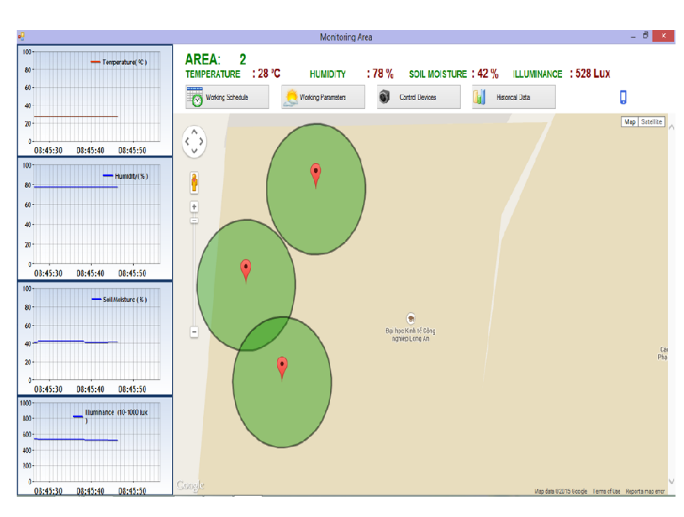 Monitoring Area
AREA: 2
TEMPERATURE : 28 ºC HUMIDITY : 78 % SOIL MOISTURE : 42 % ILLUMINANCE : 528 Lux
Working Schedule Working Parameters Control Devices Historical Data
Map Satellite
100
80
60
40
20
0
Temperature( ºC )
08:45:30 08:45:40 08:45:50
100
80
60
40
20
0
Humidity( % )
08:45:30 08:45:40 08:45:50
100
80
60
40
20
0
Soil Moisture ( % )
08:45:30 08:45:40 08:45:50
1000
800
600
400
200
0
Illuminance (10-1000 lux
)
08:45:30 08:45:40 08:45:50
Đại học Kinh tế Công
nghiệp Long An
Google
Map data ©2015 Google Terms of Use Report a map error